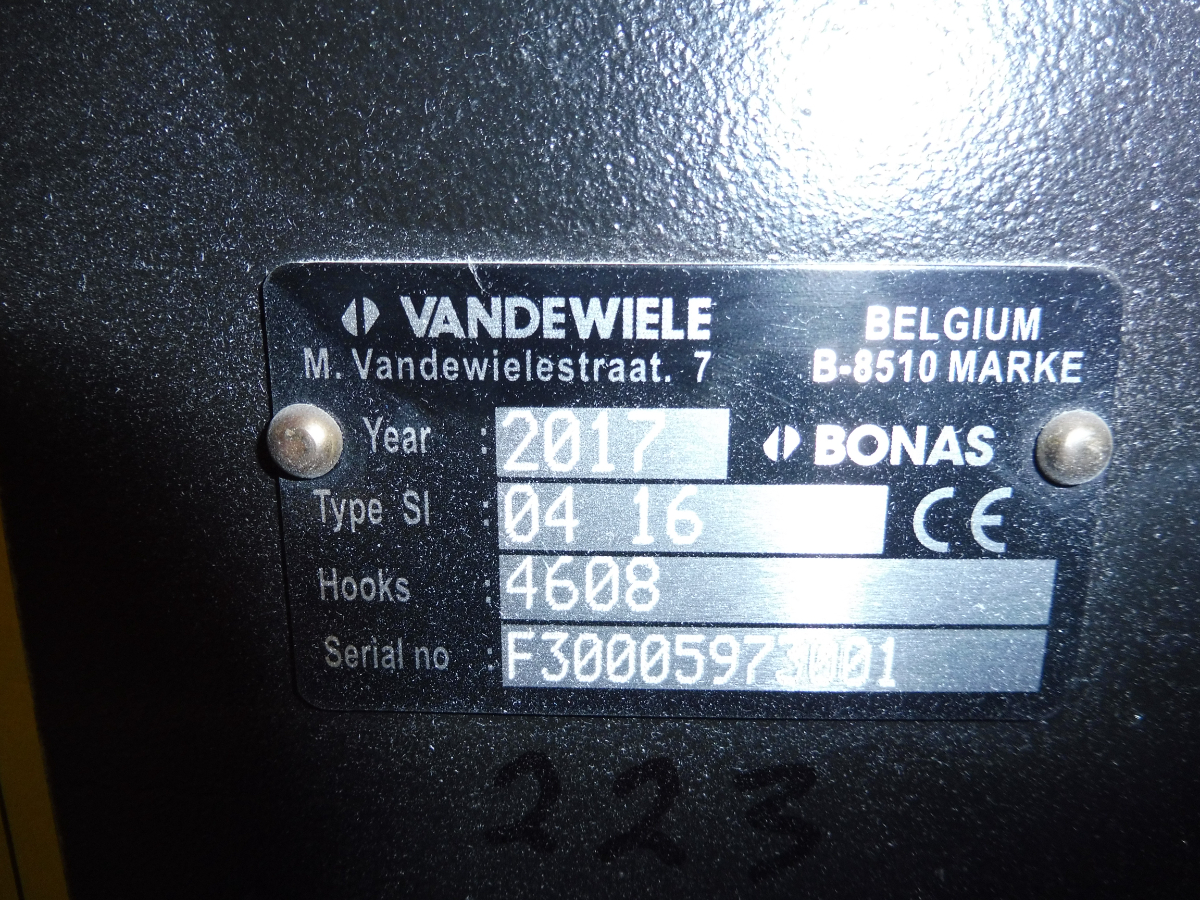 VANDEWIELE BELGIUM
M. Vandewielestraat. 7 B-8510 MARKE
Year : 2017 BONAS
Type SI : 04 16 CE
Hooks : 4608
Serial no : F30005973001
223